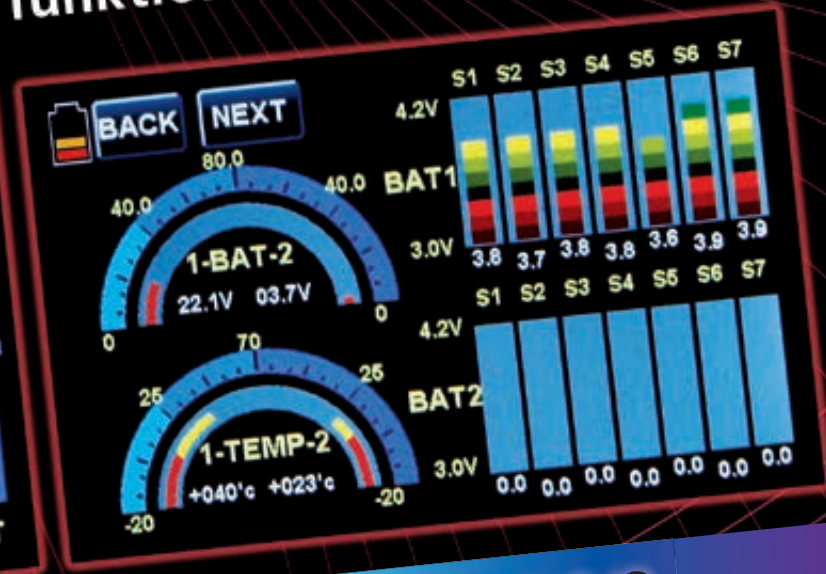 BACK NEXT
80.0
40.0 40.0
1-BAT-2
22.1V 03.7V
0 0
70
25 25
1-TEMP-2
+040'c +023'c
-20 -20
S1 S2 S3 S4 S5 S6 S7
4.2V
BAT1
3.0V
3.8 3.7 3.8 3.8 3.6 3.9 3.9
S1 S2 S3 S4 S5 S6 S7
4.2V
BAT2
3.0V
0.0 0.0 0.0 0.0 0.0 0.0 0.0